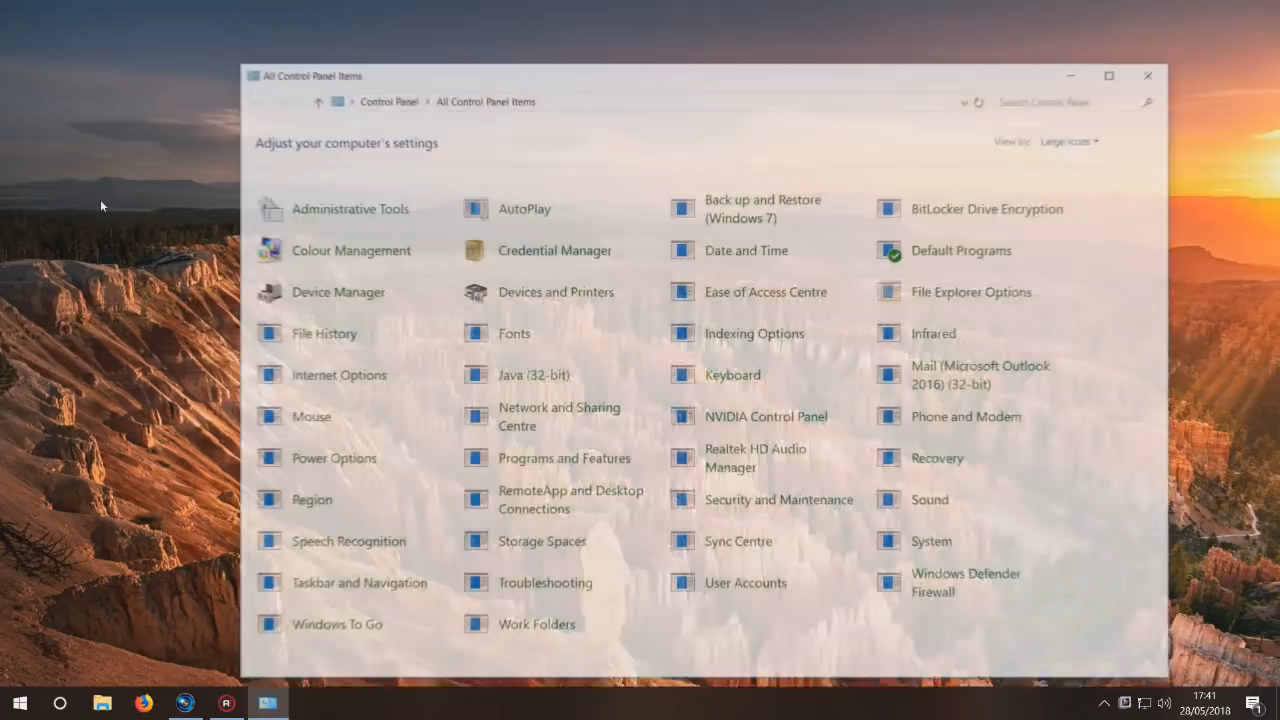 All Control Panel Items
Control Panel > All Control Panel Items
Search Control Panel
Adjust your computer's settings
View by: Large icons
Administrative Tools
AutoPlay
Back up and Restore
(Windows 7)
BitLocker Drive Encryption
Colour Management
Credential Manager
Date and Time
Default Programs
Device Manager
Devices and Printers
Ease of Access Centre
File Explorer Options
File History
Fonts
Indexing Options
Infrared
Internet Options
Java (32-bit)
Keyboard
Mail (Microsoft Outlook
2016) (32-bit)
Mouse
Network and Sharing
Centre
NVIDIA Control Panel
Phone and Modem
Power Options
Programs and Features
Realtek HD Audio
Manager
Recovery
Region
RemoteApp and Desktop
Connections
Security and Maintenance
Sound
Speech Recognition
Storage Spaces
Sync Centre
System
Taskbar and Navigation
Troubleshooting
User Accounts
Windows Defender
Firewall
Windows To Go
Work Folders
17:41
28/05/2018
1